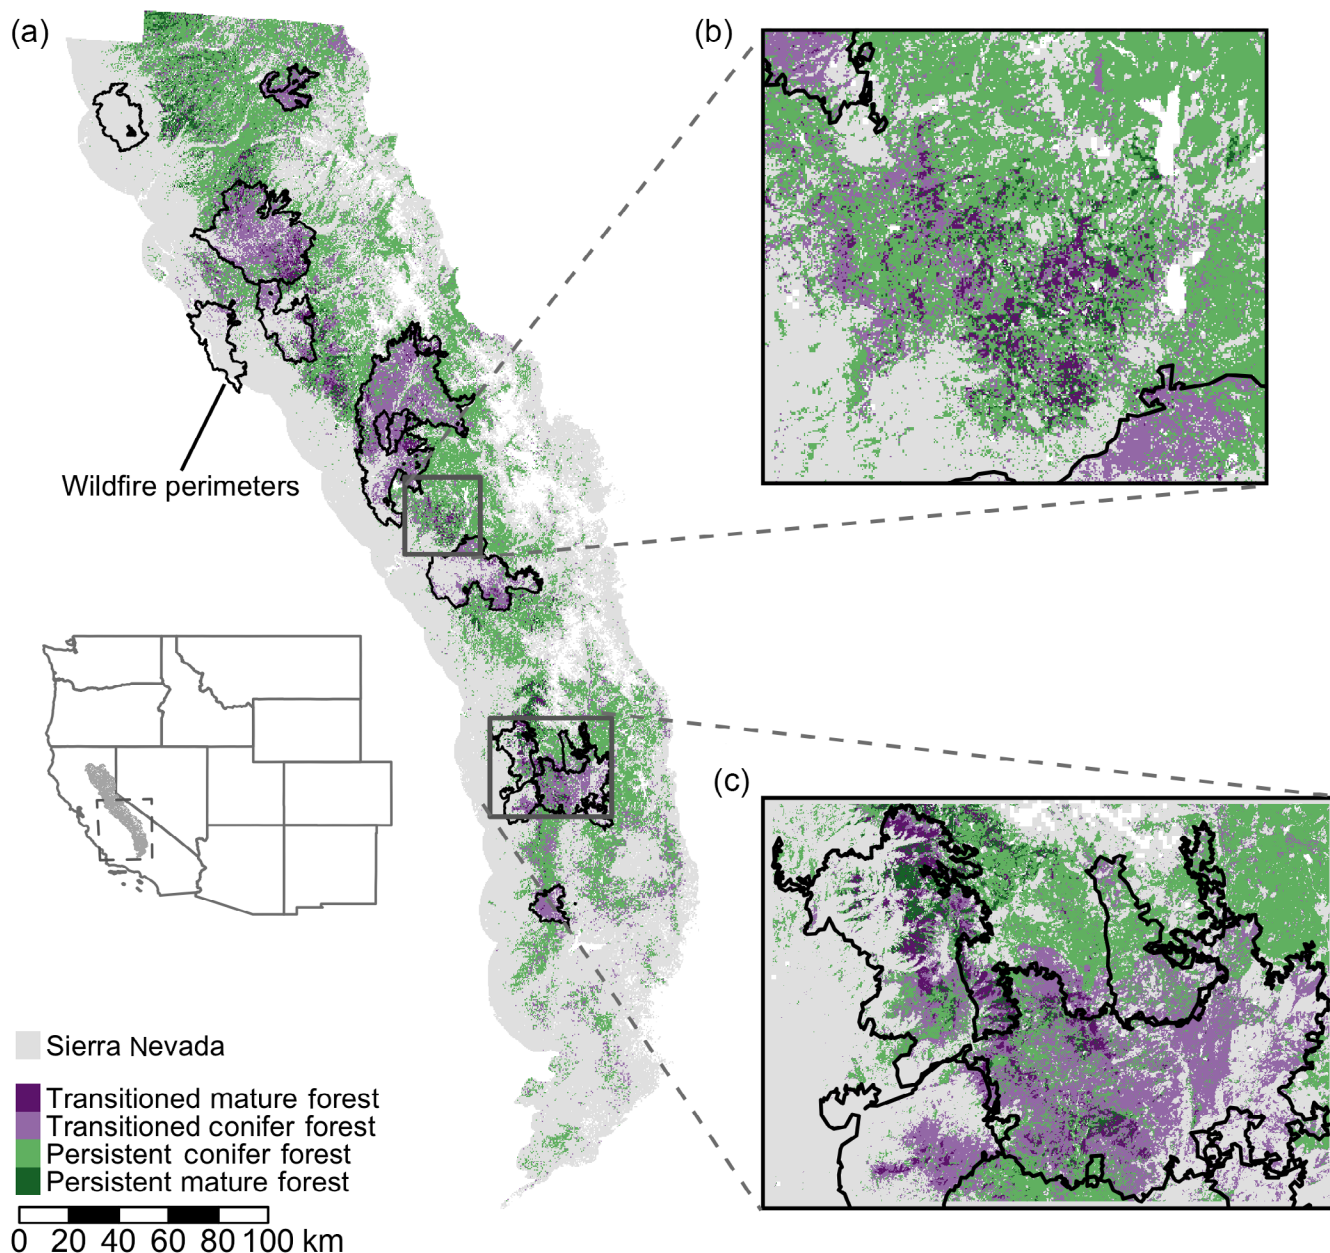 (a)
(b)
Wildfire perimeters
(c)
Sierra Nevada
Transitioned mature forest
Transitioned conifer forest
Persistent conifer forest
Persistent mature forest
0 20 40 60 80 100 km